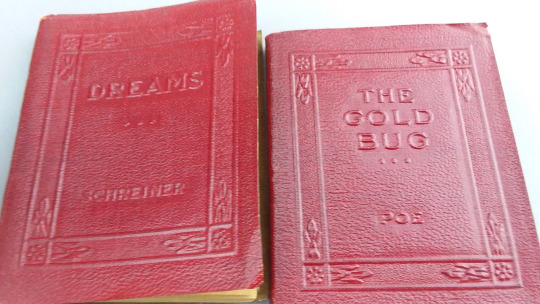 DREAMS
SCHREINER
THE
GOLD
BUG
POE